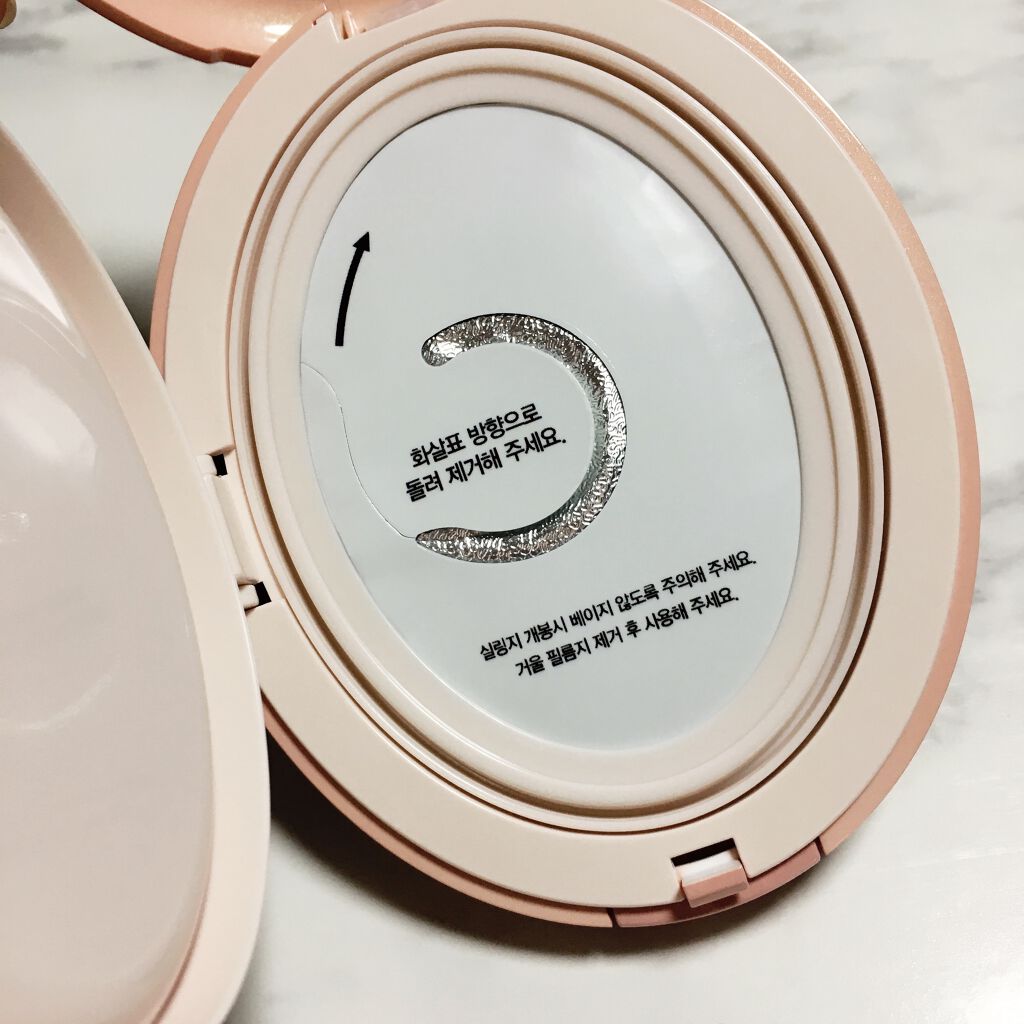 화살표 방향으로
돌려 제거해 주세요.
실링지 개봉시 베이지 않도록 주의해 주세요.
거울 필름지 제거 후 사용해 주세요.